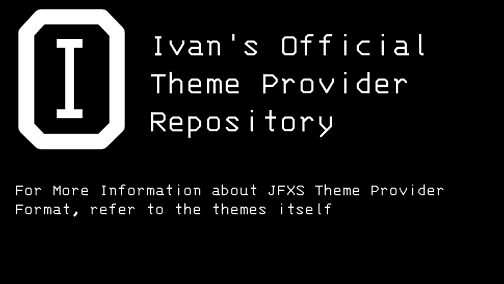 I
Ivan's Official
Theme Provider
Repository
For More Information about JFXS Theme Provider
Format, refer to the themes itself